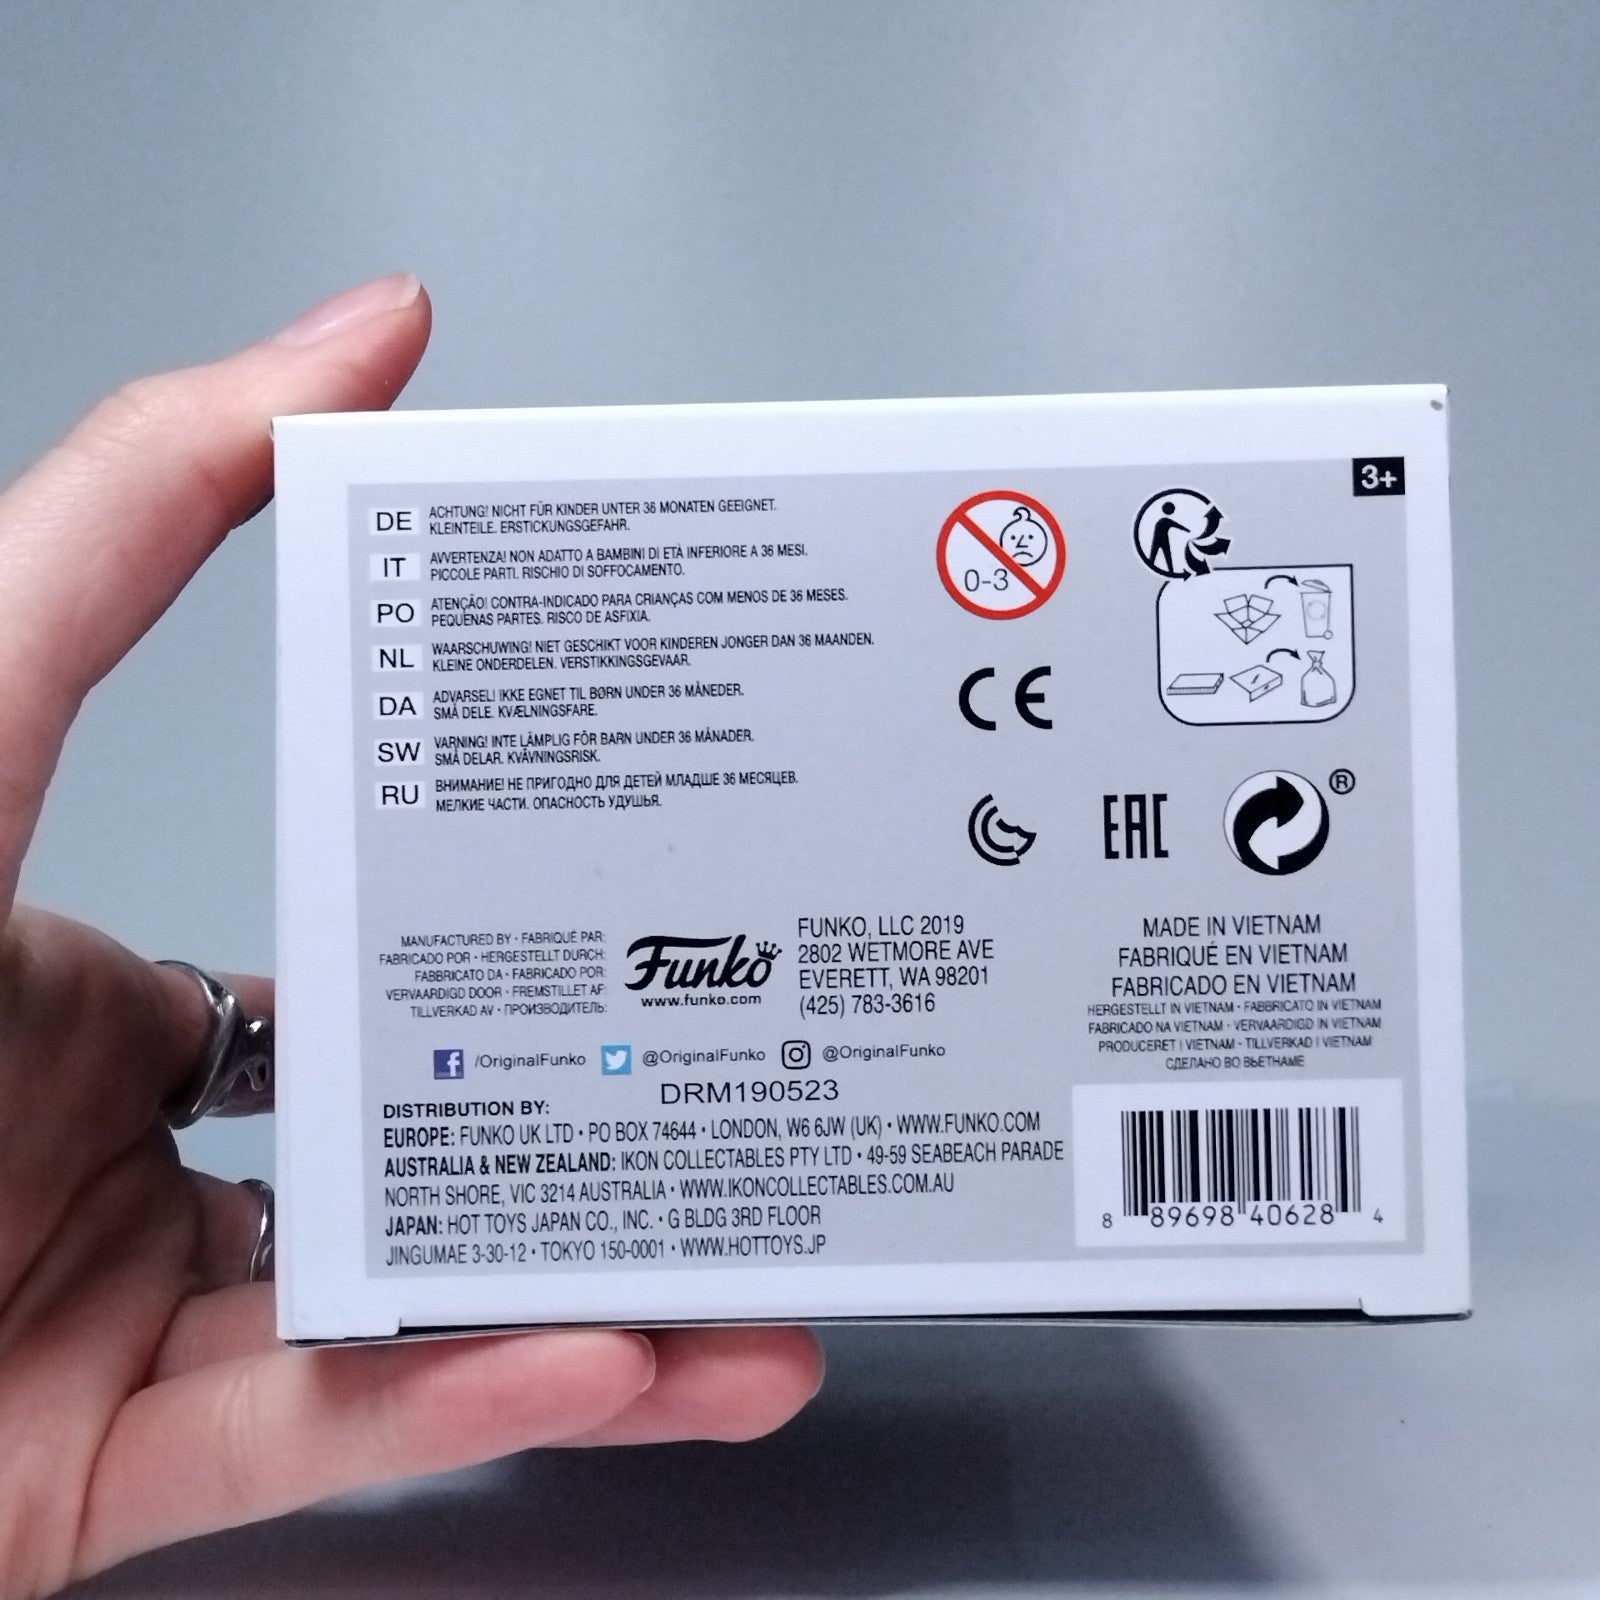 3+
DE ACHTUNG! NICHT FÜR KINDER UNTER 36 MONATEN GEEIGNET.
KLEINTEILE. ERSTICKUNGSGEFAHR.
IT AVVERTENZA! NON ADATTO A BAMBINI DI ETÀ INFERIORE A 36 MESI.
PICCOLE PARTI. RISCHIO DI SOFFOCAMENTO.
PO ATENÇÃO! CONTRA-INDICADO PARA CRIANÇAS COM MENOS DE 36 MESES.
PEQUENAS PARTES. RISCO DE ASFIXIA.
NL WAARSCHUWING! NIET GESCHIKT VOOR KINDEREN JONGER DAN 36 MAANDEN.
KLEINE ONDERDELEN. VERSTIKKINGSGEVAAR.
DA ADVARSEL! IKKE EGNET TIL BØRN UNDER 36 MÅNEDER.
SMÅ DELE. KVÆLNINGSFARE.
SW VARNING! INTE LÄMPLIG FÖR BARN UNDER 36 MÅNADER.
SMÅ DELAR. KVÄVNINGSRISK.
RU ВНИМАНИЕ! НЕ ПРИГОДНО ДЛЯ ДЕТЕЙ МЛАДШЕ 36 МЕСЯЦЕВ.
МЕЛКИЕ ЧАСТИ. ОПАСНОСТЬ УДУШЬЯ.
0-3
CE
EAC
®
MANUFACTURED BY • FABRIQUÉ PAR:
FABRICADO POR • HERGESTELLT DURCH:
FABBRICATO DA • FABRICADO POR:
VERVAARDIGD DOOR • FREMSTILLET AF:
TILLVERKAD AV • ПРОИЗВОДИТЕЛЬ:
Funko
www.funko.com
FUNKO, LLC 2019
2802 WETMORE AVE
EVERETT, WA 98201
(425) 783-3616
MADE IN VIETNAM
FABRIQUÉ EN VIETNAM
FABRICADO EN VIETNAM
HERGESTELLT IN VIETNAM • FABBRICATO IN VIETNAM
FABRICADO NA VIETNAM • VERVAARDIGD IN VIETNAM
PRODUCERET I VIETNAM - TILLVERKAD I VIETNAM
СДЕЛАНО ВО ВЬЕТНАМЕ
/OriginalFunko @OriginalFunko @OriginalFunko
DRM190523
DISTRIBUTION BY:
EUROPE: FUNKO UK LTD • PO BOX 74644 • LONDON, W6 6JW (UK) • WWW.FUNKO.COM
AUSTRALIA & NEW ZEALAND: IKON COLLECTABLES PTY LTD • 49-59 SEABEACH PARADE
NORTH SHORE, VIC 3214 AUSTRALIA • WWW.IKONCOLLECTABLES.COM.AU
JAPAN: HOT TOYS JAPAN CO., INC. • G BLDG 3RD FLOOR
JINGUMAE 3-30-12 • TOKYO 150-0001 • WWW.HOTTOYS.JP
8 89698 40628 4